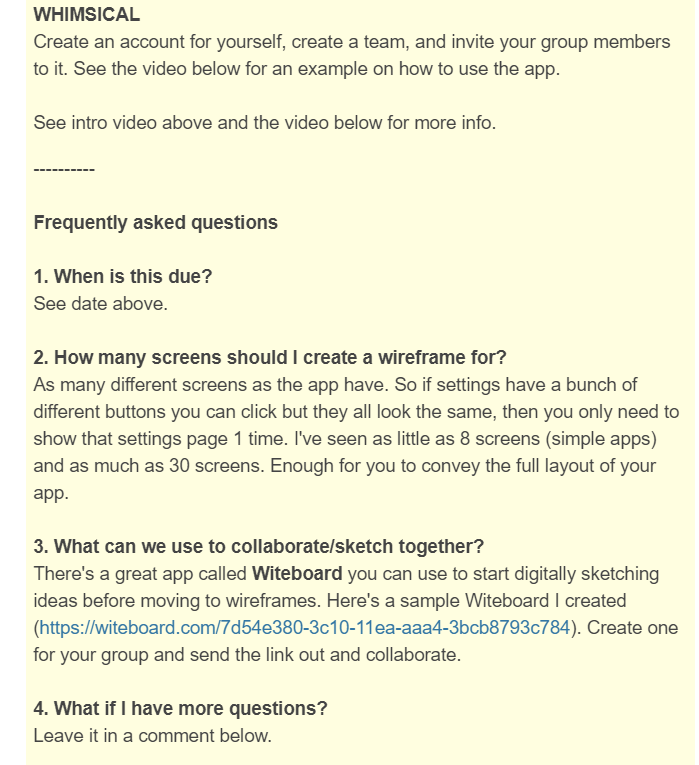 WHIMSICAL
Create an account for yourself, create a team, and invite your group members
to it. See the video below for an example on how to use the app.
See intro video above and the video below for more info.
----------
Frequently asked questions
1. When is this due?
See date above.
2. How many screens should I create a wireframe for?
As many different screens as the app have. So if settings have a bunch of
different buttons you can click but they all look the same, then you only need to
show that settings page 1 time. I've seen as little as 8 screens (simple apps)
and as much as 30 screens. Enough for you to convey the full layout of your
app.
3. What can we use to collaborate/sketch together?
There's a great app called Witeboard you can use to start digitally sketching
ideas before moving to wireframes. Here's a sample Witeboard I created
(https://witeboard.com/7d54e380-3c10-11ea-aaa4-3bcb8793c784). Create one
for your group and send the link out and collaborate.
4. What if I have more questions?
Leave it in a comment below.